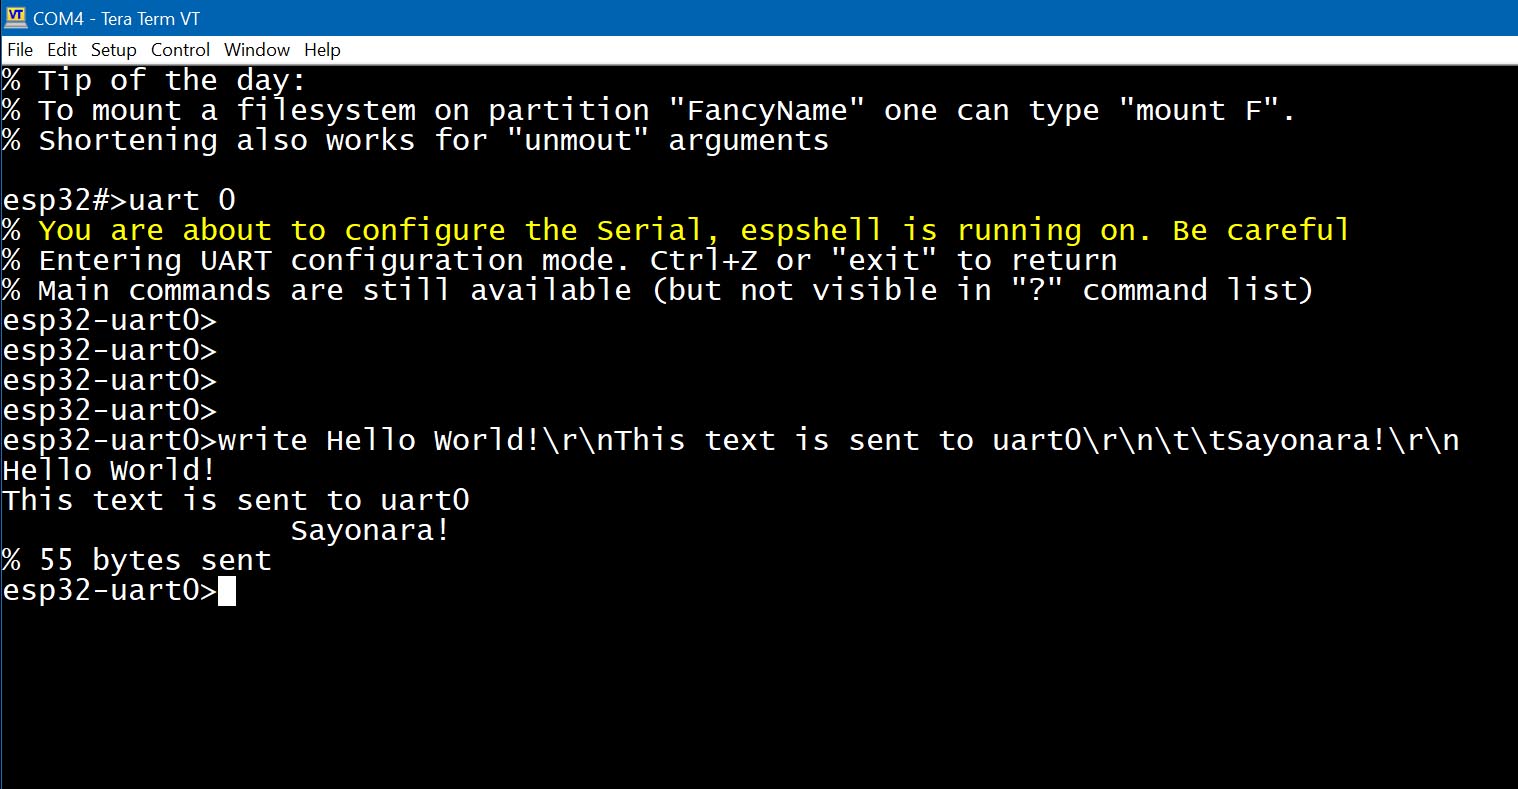 COM4 - Tera Term VT
File Edit Setup Control Window Help
% Tip of the day:
% To mount a filesystem on partition "FancyName" one can type "mount F".
% Shortening also works for "unmout" arguments
esp32#>uart 0
% You are about to configure the Serial, espshell is running on. Be careful
% Entering UART configuration mode. Ctrl+Z or "exit" to return
% Main commands are still available (but not visible in "?" command list)
esp32-uart0>
esp32-uart0>
esp32-uart0>
esp32-uart0>
esp32-uart0>write Hello World!\r\nThis text is sent to uart0\r\n\t\tSayonara!\r\n
Hello World!
This text is sent to uart0
Sayonara!
% 55 bytes sent
esp32-uart0>